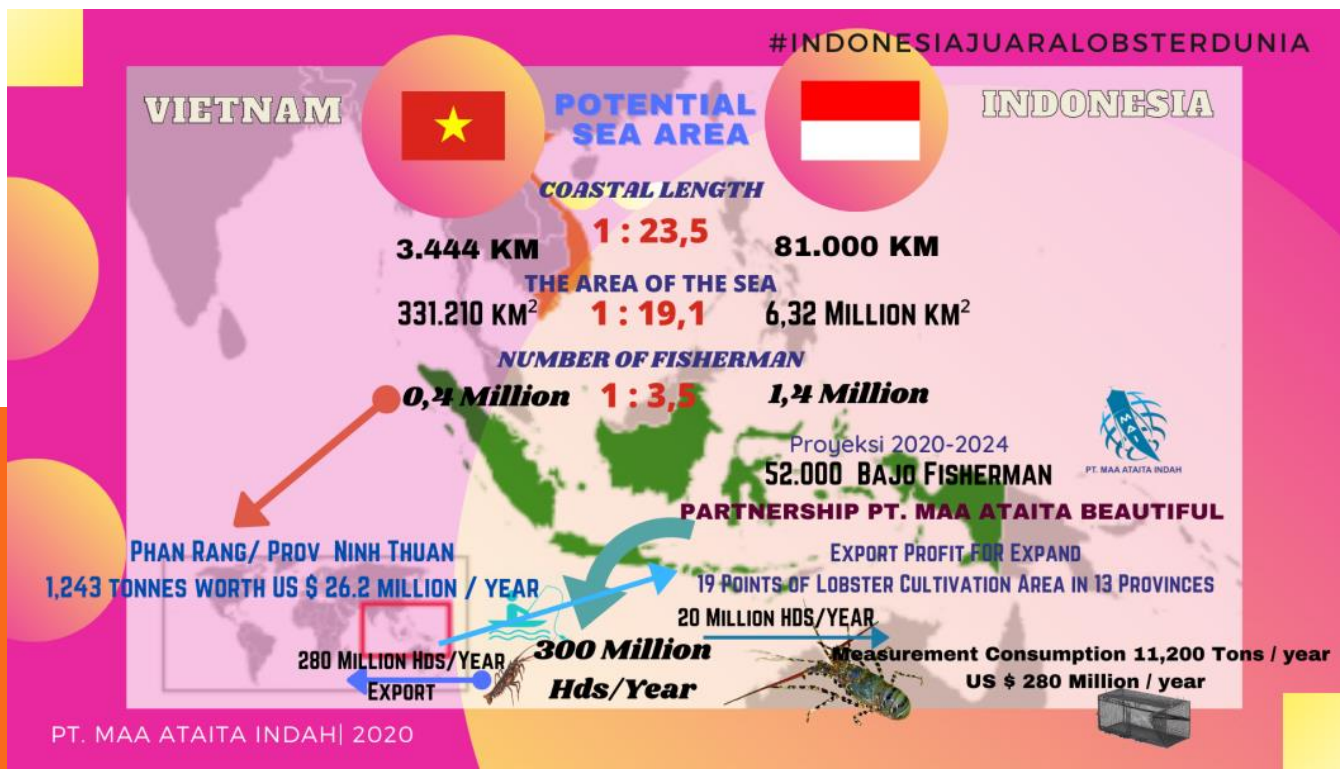 #INDONESIAJUARALOBSTERDUNIA
VIETNAM
POTENTIAL
SEA AREA
INDONESIA
COASTAL LENGTH
3.444 KM
1 : 23,5
81.000 KM
THE AREA OF THE SEA
331.210 KM²
1 : 19,1
6,32 MILLION KM²
NUMBER OF FISHERMAN
0,4 Million
1 : 3,5
1,4 Million
Proyeksi 2020-2024
52.000 BAJO FISHERMAN
MAI
PT. MAA ATAITA INDAH
PARTNERSHIP PT. MAA ATAITA BEAUTIFUL
PHAN RANG/ PROV NINH THUAN
1,243 TONNES WORTH US $ 26.2 MILLION / YEAR
EXPORT PROFIT FOR EXPAND
19 POINTS OF LOBSTER CULTIVATION AREA IN 13 PROVINCES
20 MILLION HDS/YEAR
280 MILLION HDS/YEAR
EXPORT
300 Million
Hds/Year
Measurement Consumption 11,200 Tons / year
US $ 280 Million / year
PT. MAA ATAITA INDAH| 2020